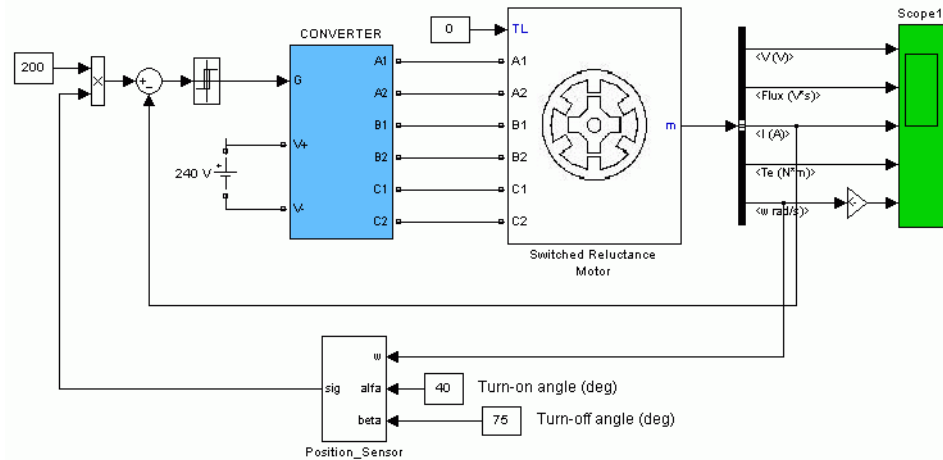 Scope1
CONVERTER
0
TL
200
A1
A1
<V (V)>
G
A2
A2
<Flux (V*s)>
B1
B1
m
<I (A)>
V+
B2
B2
240 V
+
<Te (N*m)>
C1
C1
V-
<w rad/s)>
C2
C2
Switched Reluctance
Motor
w
sig
alfa
40
Turn-on angle (deg)
beta
75
Turn-off angle (deg)
Position_Sensor